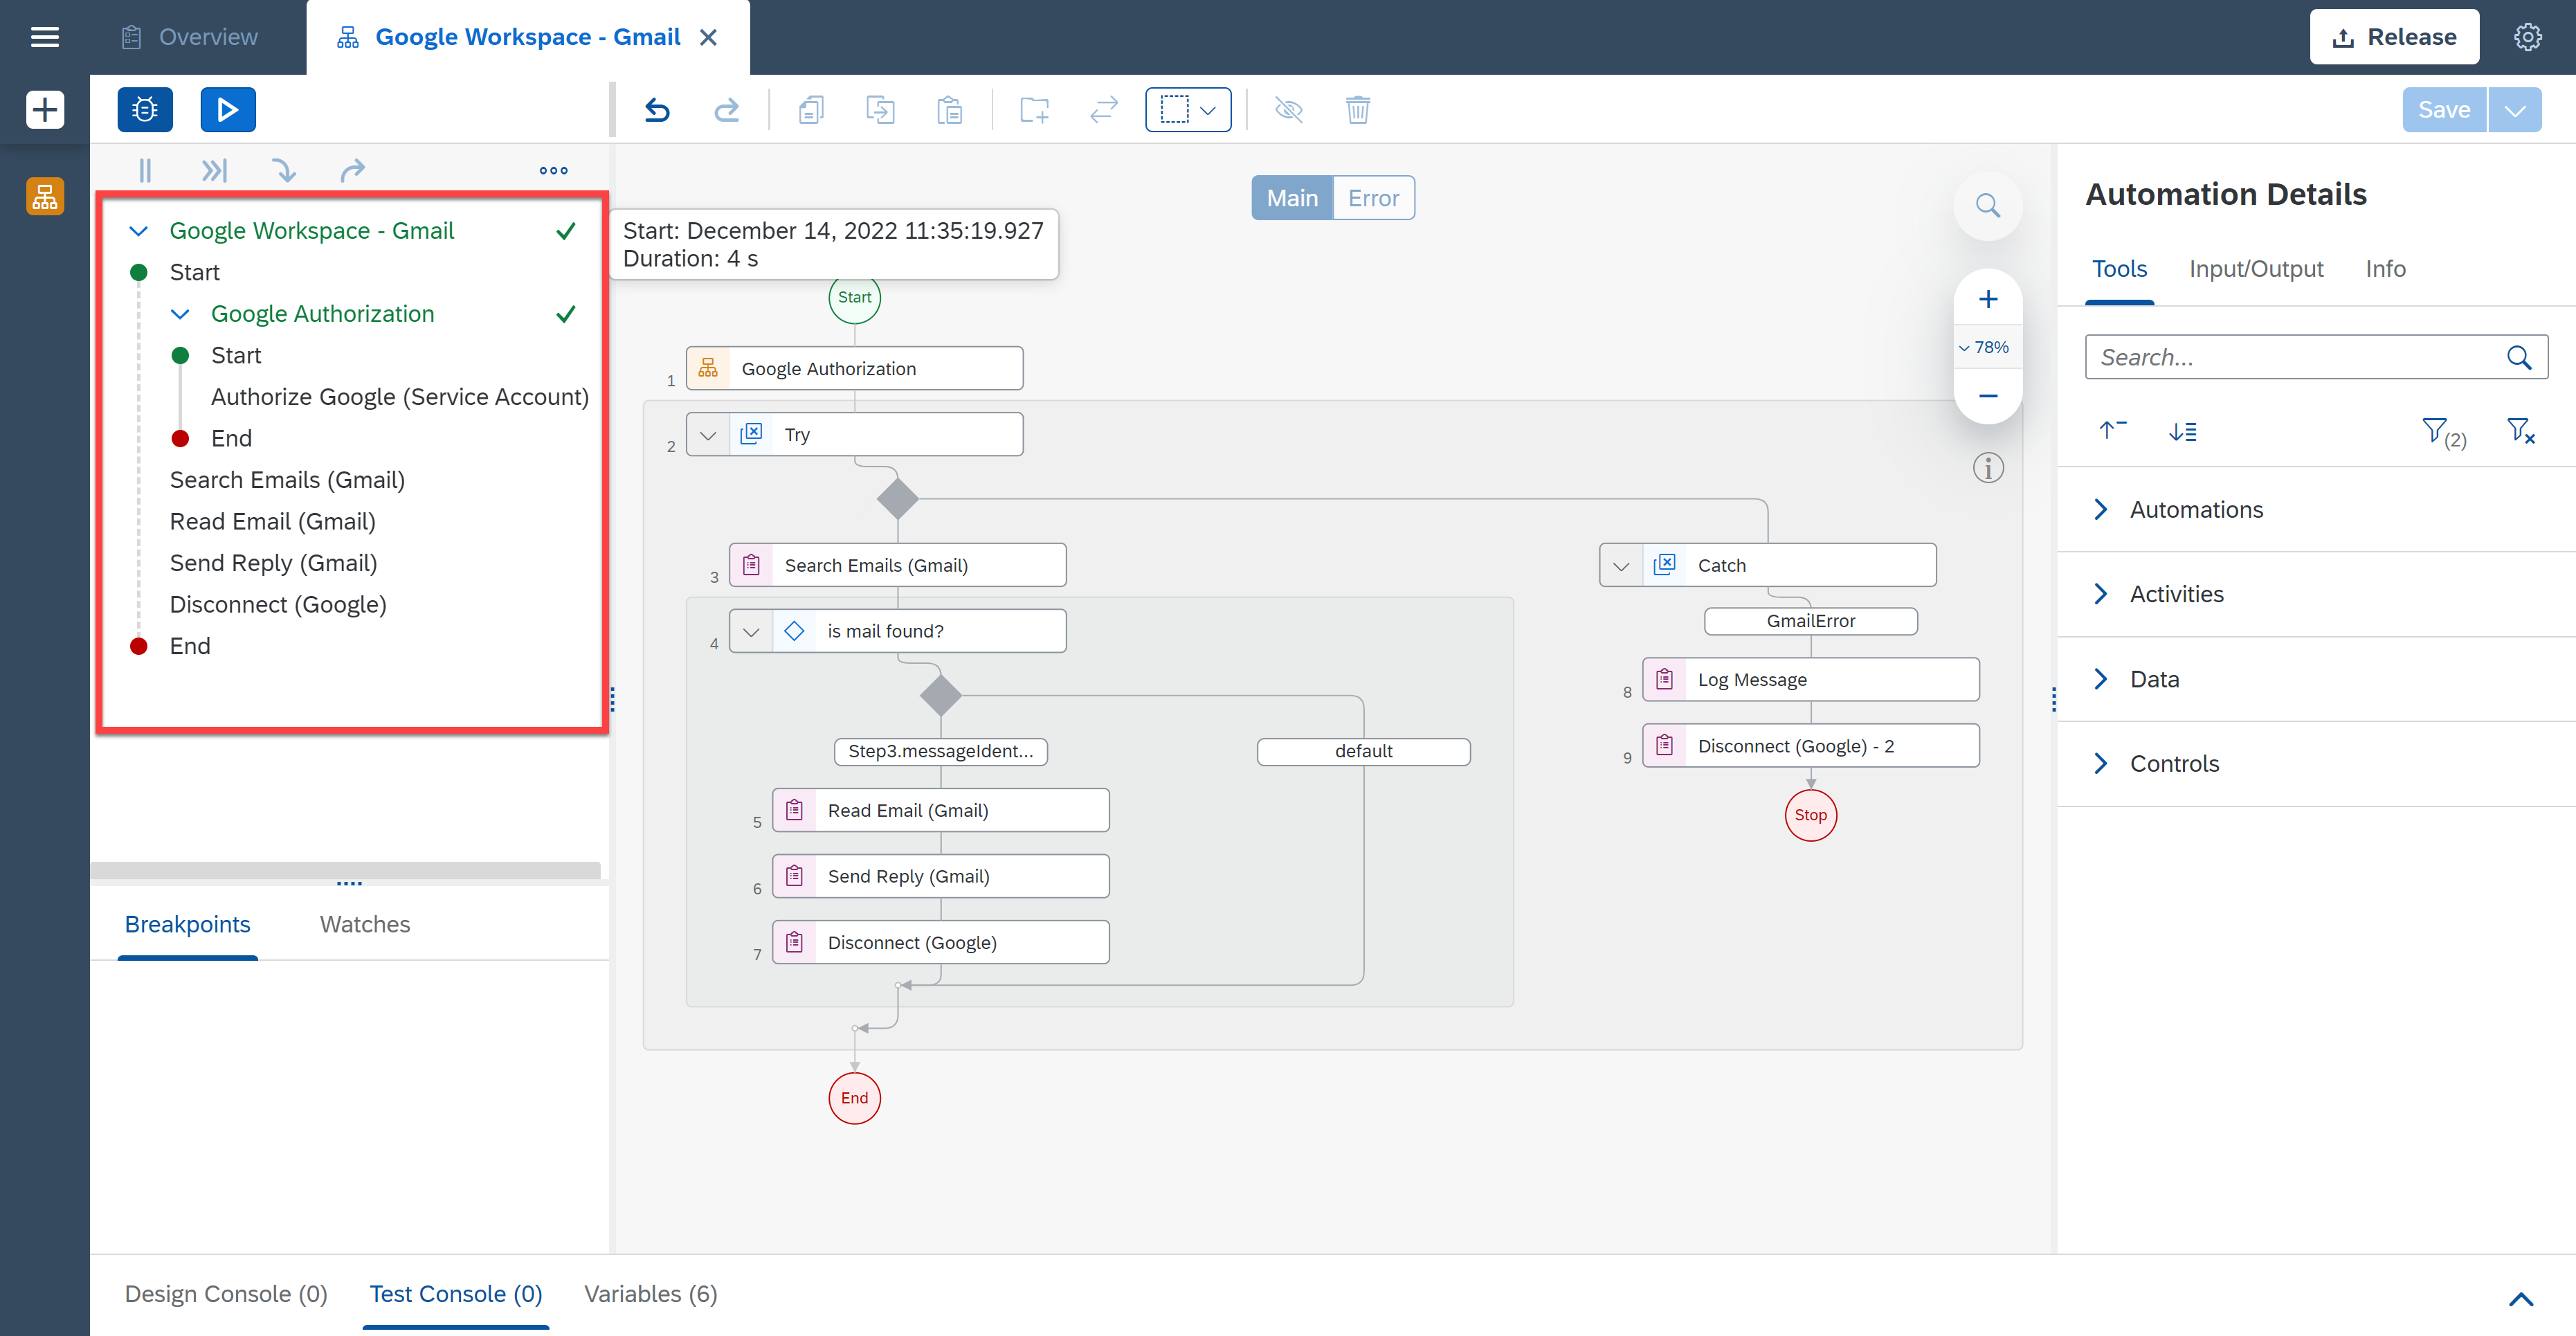 Overview
Google Workspace - Gmail
Release
Save
Main
Error
Google Workspace - Gmail
Start
Google Authorization
Start
Authorize Google (Service Account)
End
Search Emails (Gmail)
Read Email (Gmail)
Send Reply (Gmail)
Disconnect (Google)
End
Start: December 14, 2022 11:35:19.927
Duration: 4 s
Start
1
Google Authorization
2
Try
3
Search Emails (Gmail)
4
is mail found?
Step3.messageIdent...
default
5
Read Email (Gmail)
6
Send Reply (Gmail)
7
Disconnect (Google)
End
Catch
GmailError
8
Log Message
9
Disconnect (Google) - 2
Stop
78%
Automation Details
Tools
Input/Output
Info
Search...
(2)
Automations
Activities
Data
Controls
Breakpoints
Watches
Design Console (0)
Test Console (0)
Variables (6)